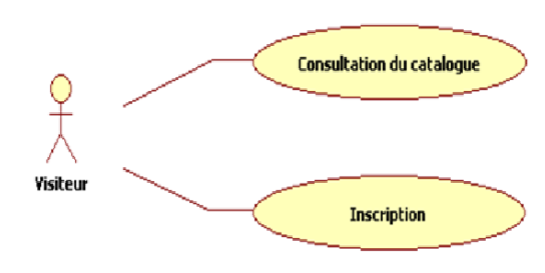 Consultation du catalogue
Visiteur
Inscription